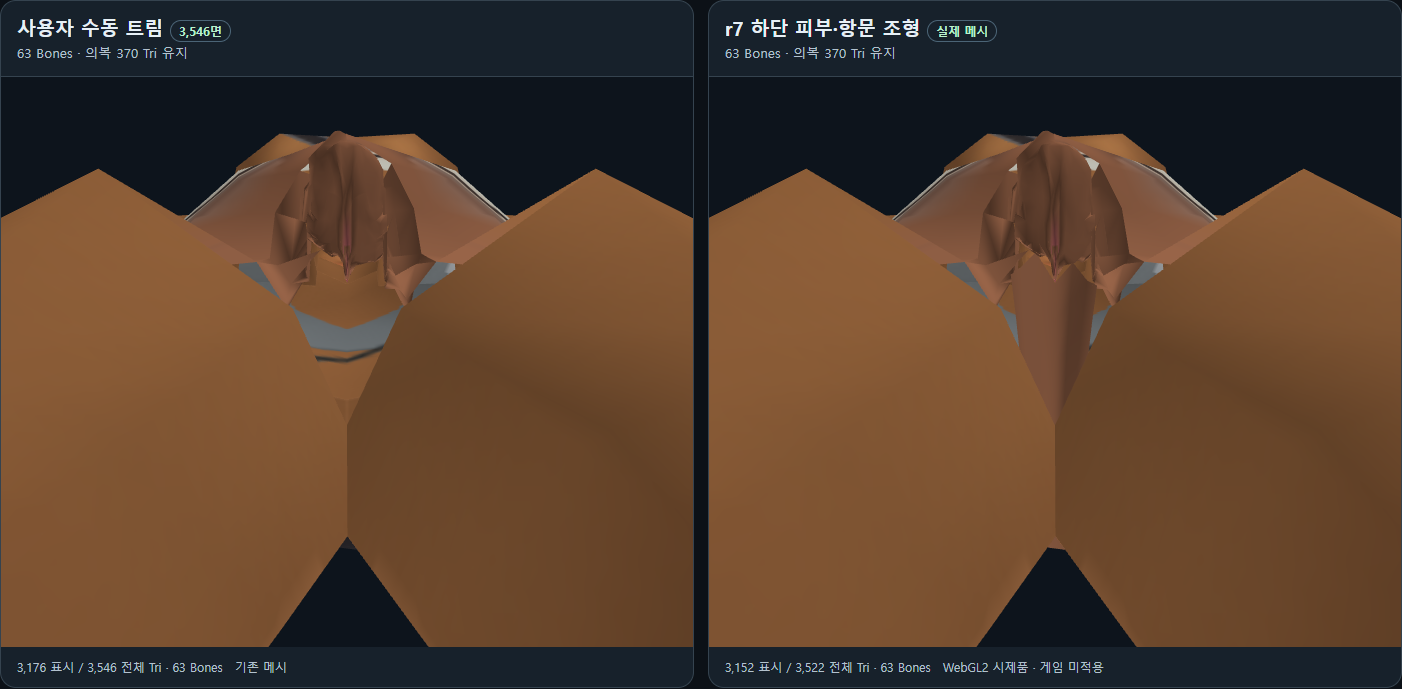 사용자 수동 트림 3,546면
63 Bones · 의복 370 Tri 유지
r7 하단 피부·항문 조형 실제 메시
63 Bones · 의복 370 Tri 유지
3,176 표시 / 3,546 전체 Tri · 63 Bones 기존 메시
3,152 표시 / 3,522 전체 Tri · 63 Bones WebGL2 시제품 · 게임 미적용